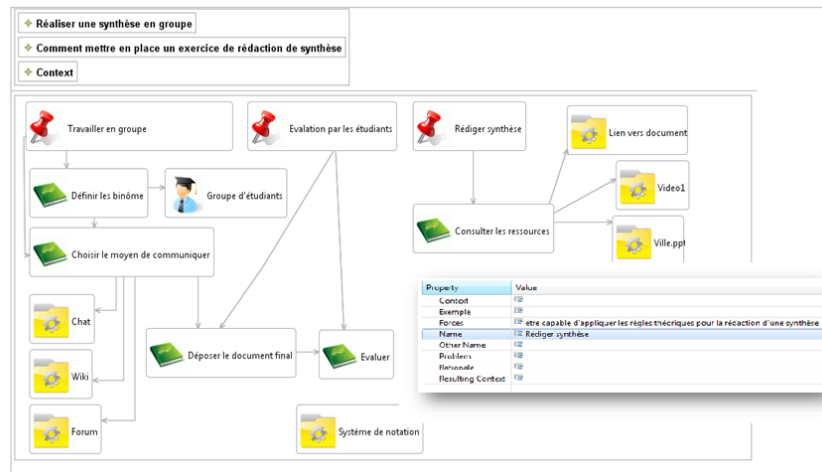 Réaliser une synthèse en groupe
Comment mettre en place un exercice de rédaction de synthèse
Context
Travailler en groupe
Evalation par les étudiants
Rédiger synthèse
Lien vers document
Définir les binôme
Groupe d'étudiants
Video1
Choisir le moyen de communiquer
Consulter les ressources
Ville.ppt
Chat
Déposer le document final
Evaluer
Wiki
Forum
Système de notation
Property Value
Context
Exemple
Forces etre capable d'appliquer les règles théoriques pour la rédaction d'une synthèse
Name Rédiger synthèse
Other Name
Problem
Rationale
Resulting Context